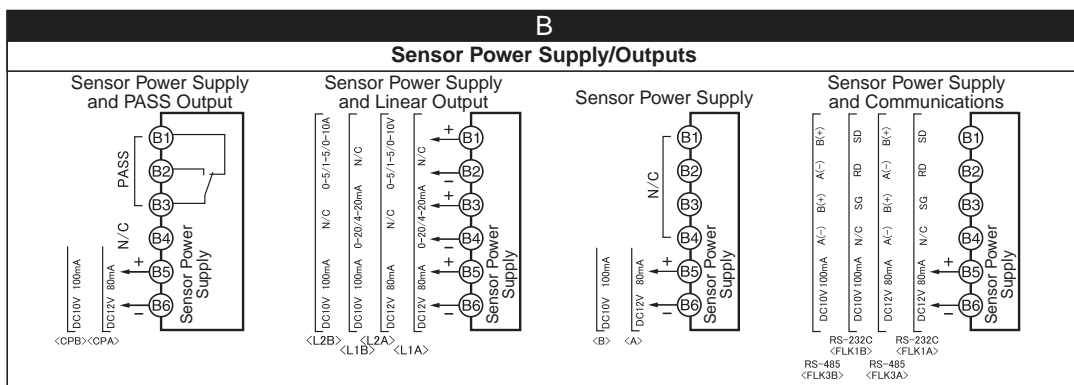 B
Sensor Power Supply/Outputs
Sensor Power Supply
and PASS Output
B1
B2
B3
B4
B5
B6
PASS
N/C
+
−
Sensor Power
Supply
DC10V 100mA
DC12V 80mA
<CPB><CPA>
Sensor Power Supply
and Linear Output
0-5/1-5/0-10A
N/C
DC10V 100mA
N/C
0-20/4-20mA
DC10V 100mA
0-5/1-5/0-10V
N/C
DC12V 80mA
N/C
0-20/4-20mA
DC12V 80mA
+
−
+
−
+
−
B1
B2
B3
B4
B5
B6
Sensor Power
Supply
<L2B> <L2A>
<L1B> <L1A>
Sensor Power Supply
N/C
B1
B2
B3
B4
B5
B6
+
−
Sensor Power
Supply
DC10V 100mA
DC12V 80mA
<B> <A>
Sensor Power Supply
and Communications
B(+)
A(-)
B(+)
A(-)
DC10V 100mA
SD
RD
SG
N/C
DC10V 100mA
B(+)
A(-)
B(+)
A(-)
DC12V 80mA
SD
RD
SG
N/C
DC12V 80mA
B1
B2
B3
B4
B5
B6
+
−
Sensor Power
Supply
RS-232C RS-232C
<FLK1B> <FLK1A>
RS-485 RS-485
<FLK3B> <FLK3A>